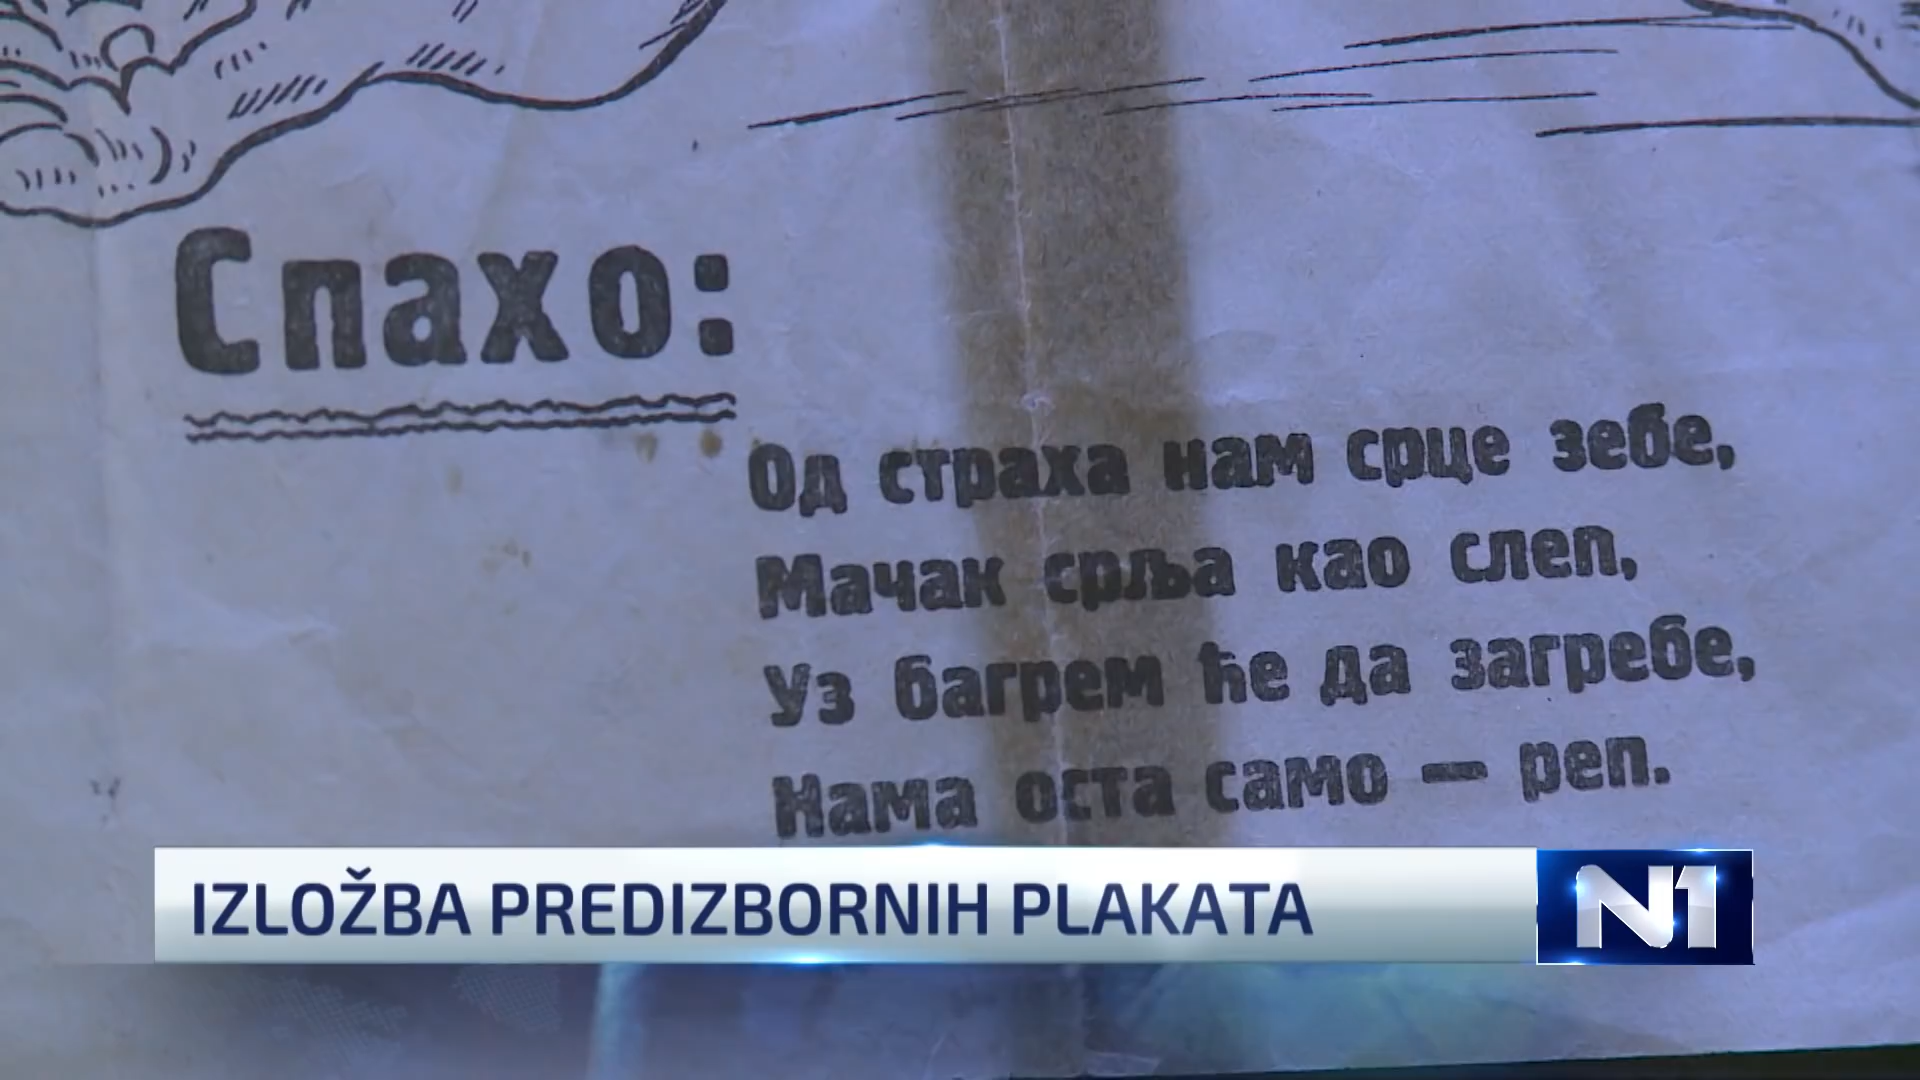 Спахо:
Од страха нам срце зебе,
Мачак срља као слеп,
Уз багрем ће да загребе,
Нама оста само — реп.
IZLOŽBA PREDIZBORNIH PLAKATA
N1